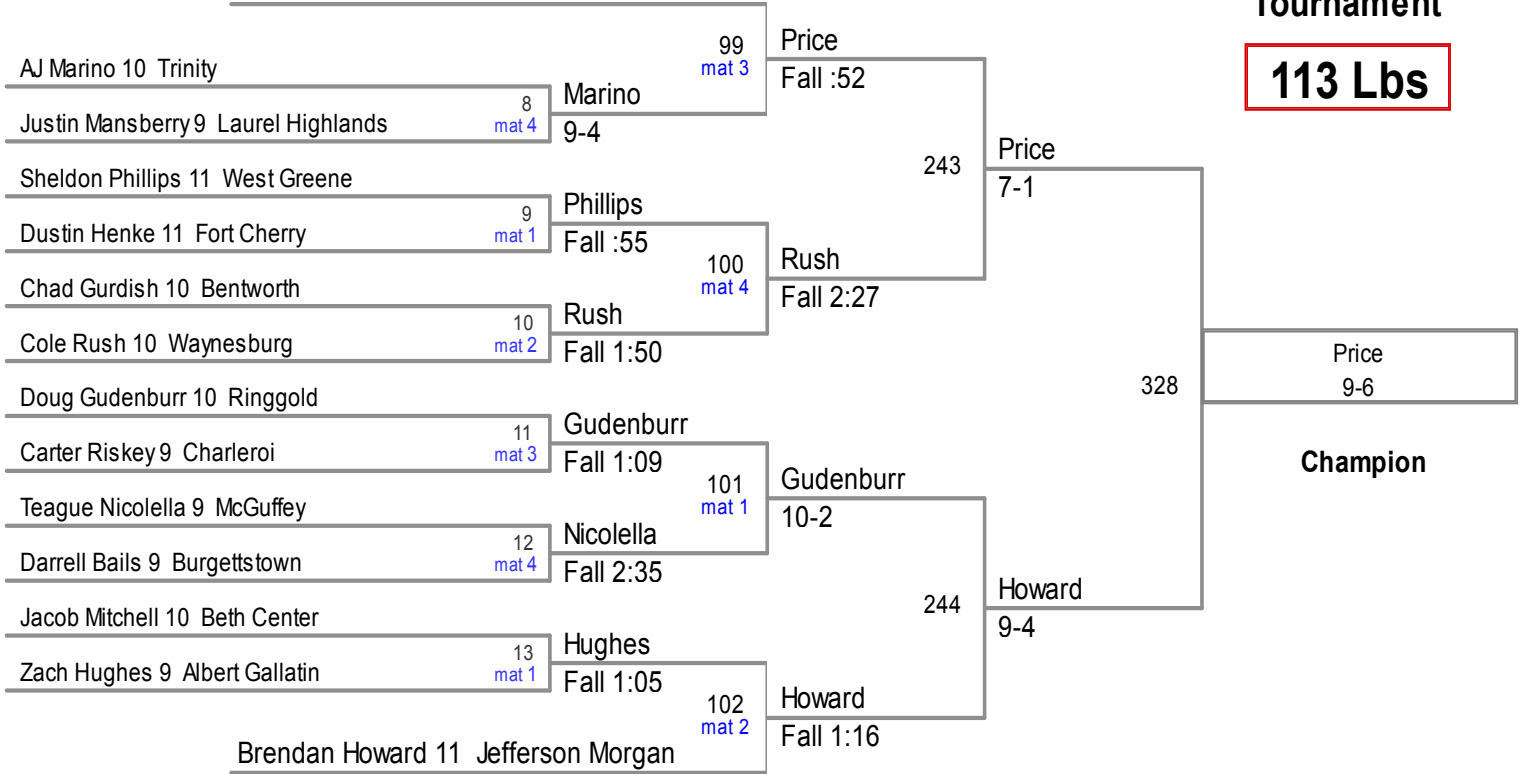 Tournament
113 Lbs
99
mat 3
Price
Fall :52
AJ Marino 10 Trinity
Justin Mansberry 9 Laurel Highlands
8
mat 4
Marino
9-4
243
Price
7-1
Sheldon Phillips 11 West Greene
Dustin Henke 11 Fort Cherry
9
mat 1
Phillips
Fall :55
100
mat 4
Rush
Fall 2:27
Chad Gurdish 10 Bentworth
Cole Rush 10 Waynesburg
10
mat 2
Rush
Fall 1:50
328
Price
9-6
Champion
Doug Gudenburr 10 Ringgold
Carter Riskey 9 Charleroi
11
mat 3
Gudenburr
Fall 1:09
101
mat 1
Gudenburr
10-2
Teague Nicolella 9 McGuffey
Darrell Bails 9 Burgettstown
12
mat 4
Nicolella
Fall 2:35
244
Howard
9-4
Jacob Mitchell 10 Beth Center
Zach Hughes 9 Albert Gallatin
13
mat 1
Hughes
Fall 1:05
102
mat 2
Howard
Fall 1:16
Brendan Howard 11 Jefferson Morgan